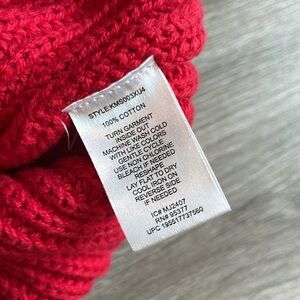 STYLE:KMS003XU4
100% COTTON
TURN GARMENT
INSIDE OUT
MACHINE WASH COLD
WITH LIKE COLORS
GENTLE CYCLE
USE NON CHLORINE
BLEACH IF NEEDED
RESHAPE
LAY FLAT TO DRY
COOL IRON ON
REVERSE SIDE
IF NEEDED
IC# MJ2407
RN# 95377
UPC 195517737560